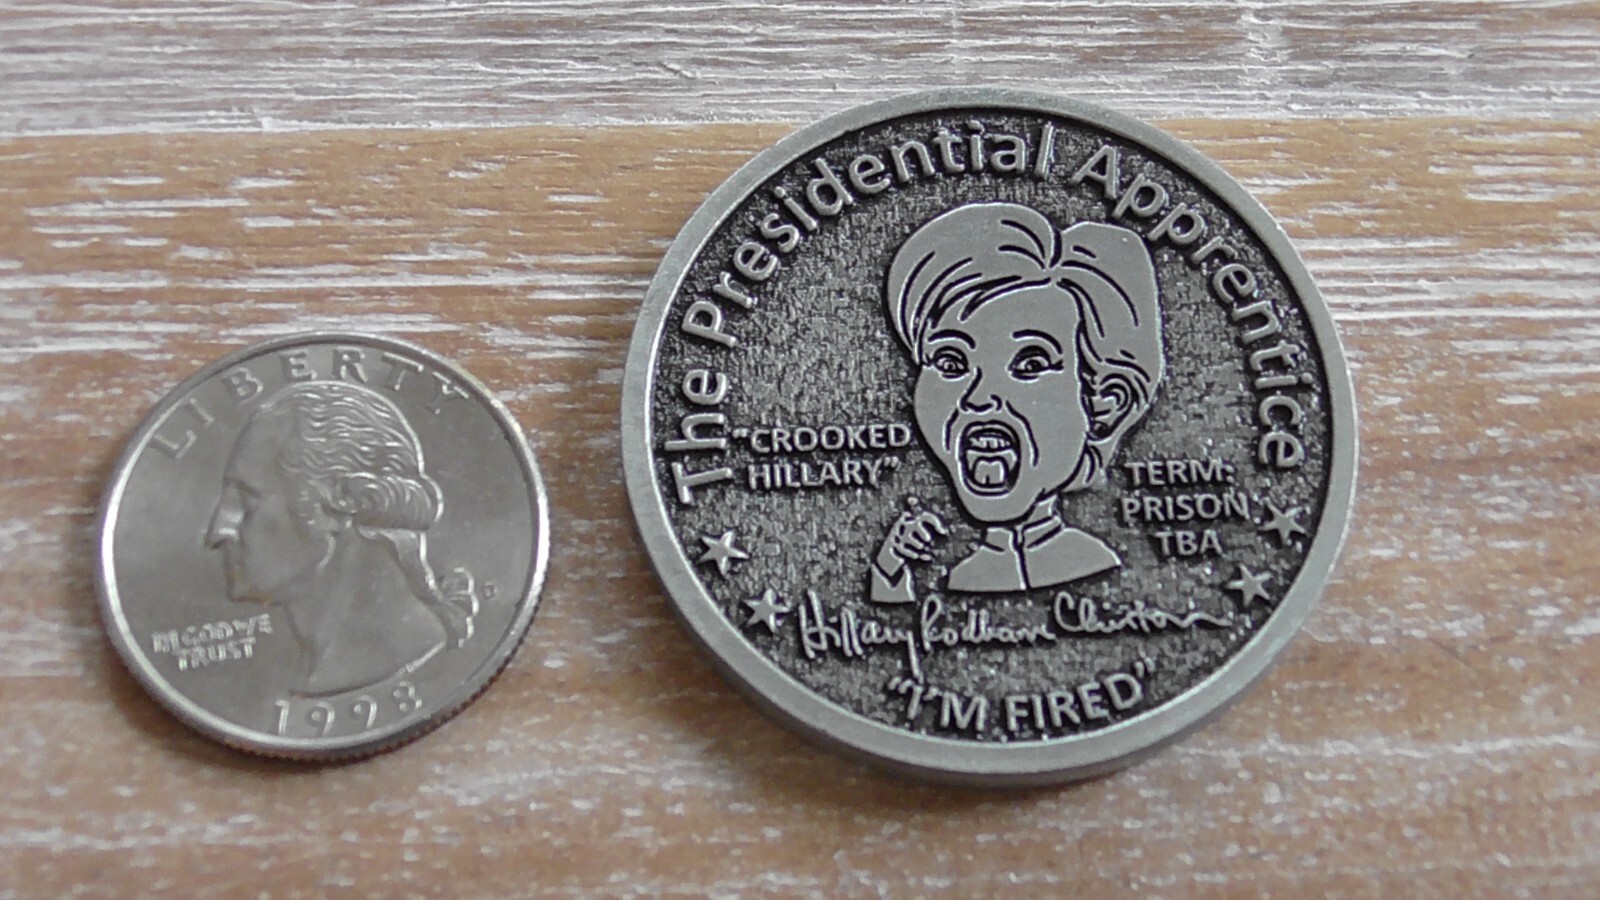 LIBERTY
IN GOD WE
TRUST
1998
The Presidential Apprentice
"CROOKED
HILLARY"
TERM:
PRISON
TBA
Hillary Rodham Clinton
"I'M FIRED"